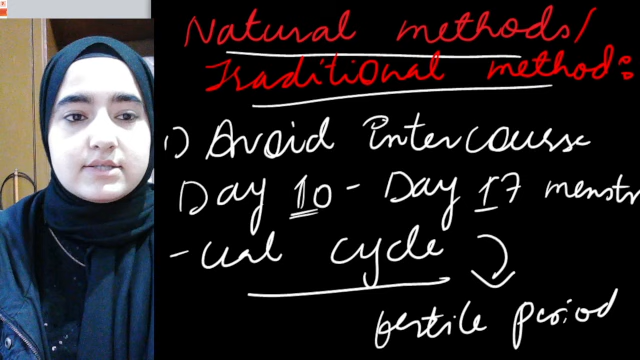 Natural methods/
Traditional method:
1) Avoid Intercourse
Day 10 - Day 17 menstr
- ual cycle
fertile period